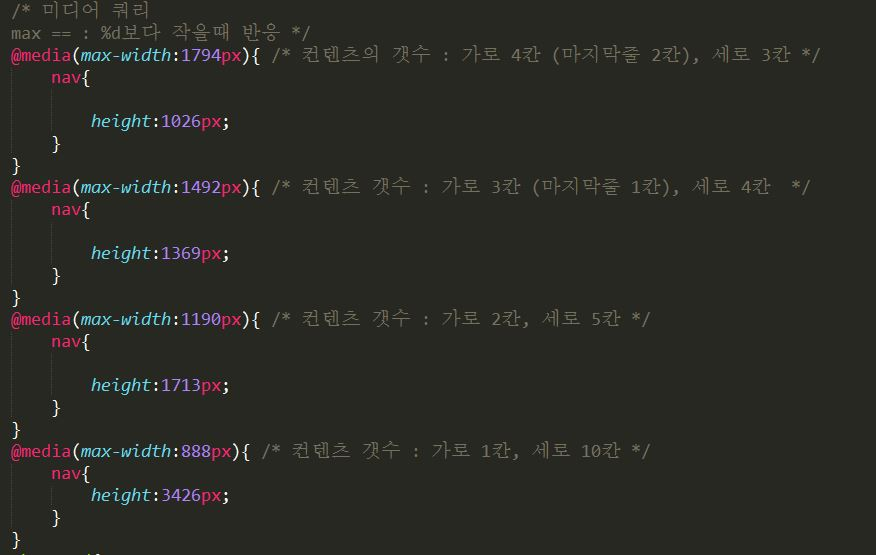 /* 미디어 쿼리
max == : %d보다 작을때 반응 */
@media(max-width:1794px){ /* 컨텐츠의 갯수 : 가로 4칸 (마지막줄 2칸), 세로 3칸 */
nav{
height:1026px;
}
}
@media(max-width:1492px){ /* 컨텐츠 갯수 : 가로 3칸 (마지막줄 1칸), 세로 4칸  */
nav{
height:1369px;
}
}
@media(max-width:1190px){ /* 컨텐츠 갯수 : 가로 2칸, 세로 5칸 */
nav{
height:1713px;
}
}
@media(max-width:888px){ /* 컨텐츠 갯수 : 가로 1칸, 세로 10칸 */
nav{
height:3426px;
}
}